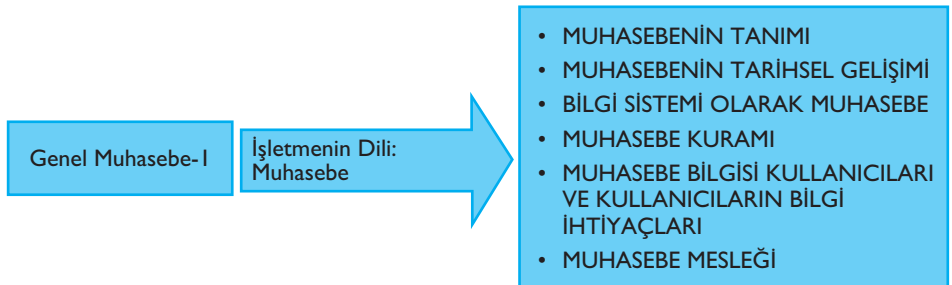 Genel Muhasebe-1
İşletmenin Dili:
Muhasebe
• MUHASEBENİN TANIMI
• MUHASEBENİN TARİHSEL GELİŞİMİ
• BİLGİ SİSTEMİ OLARAK MUHASEBE
• MUHASEBE KURAMI
• MUHASEBE BİLGİSİ KULLANICILARI
VE KULLANICILARIN BİLGİ
İHTİYAÇLARI
• MUHASEBE MESLEĞİ